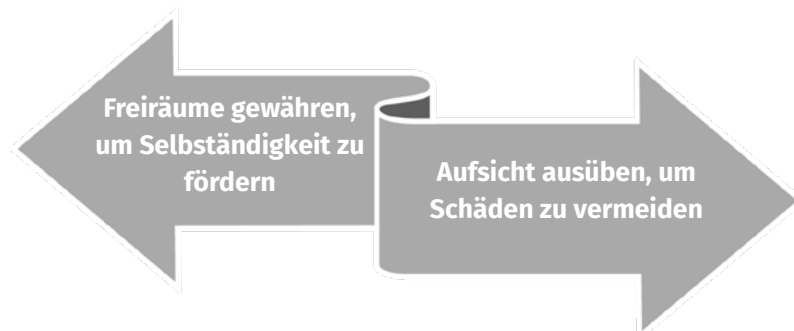 Freiräume gewähren,
um Selbständigkeit zu
fördern
Aufsicht ausüben, um
Schäden zu vermeiden